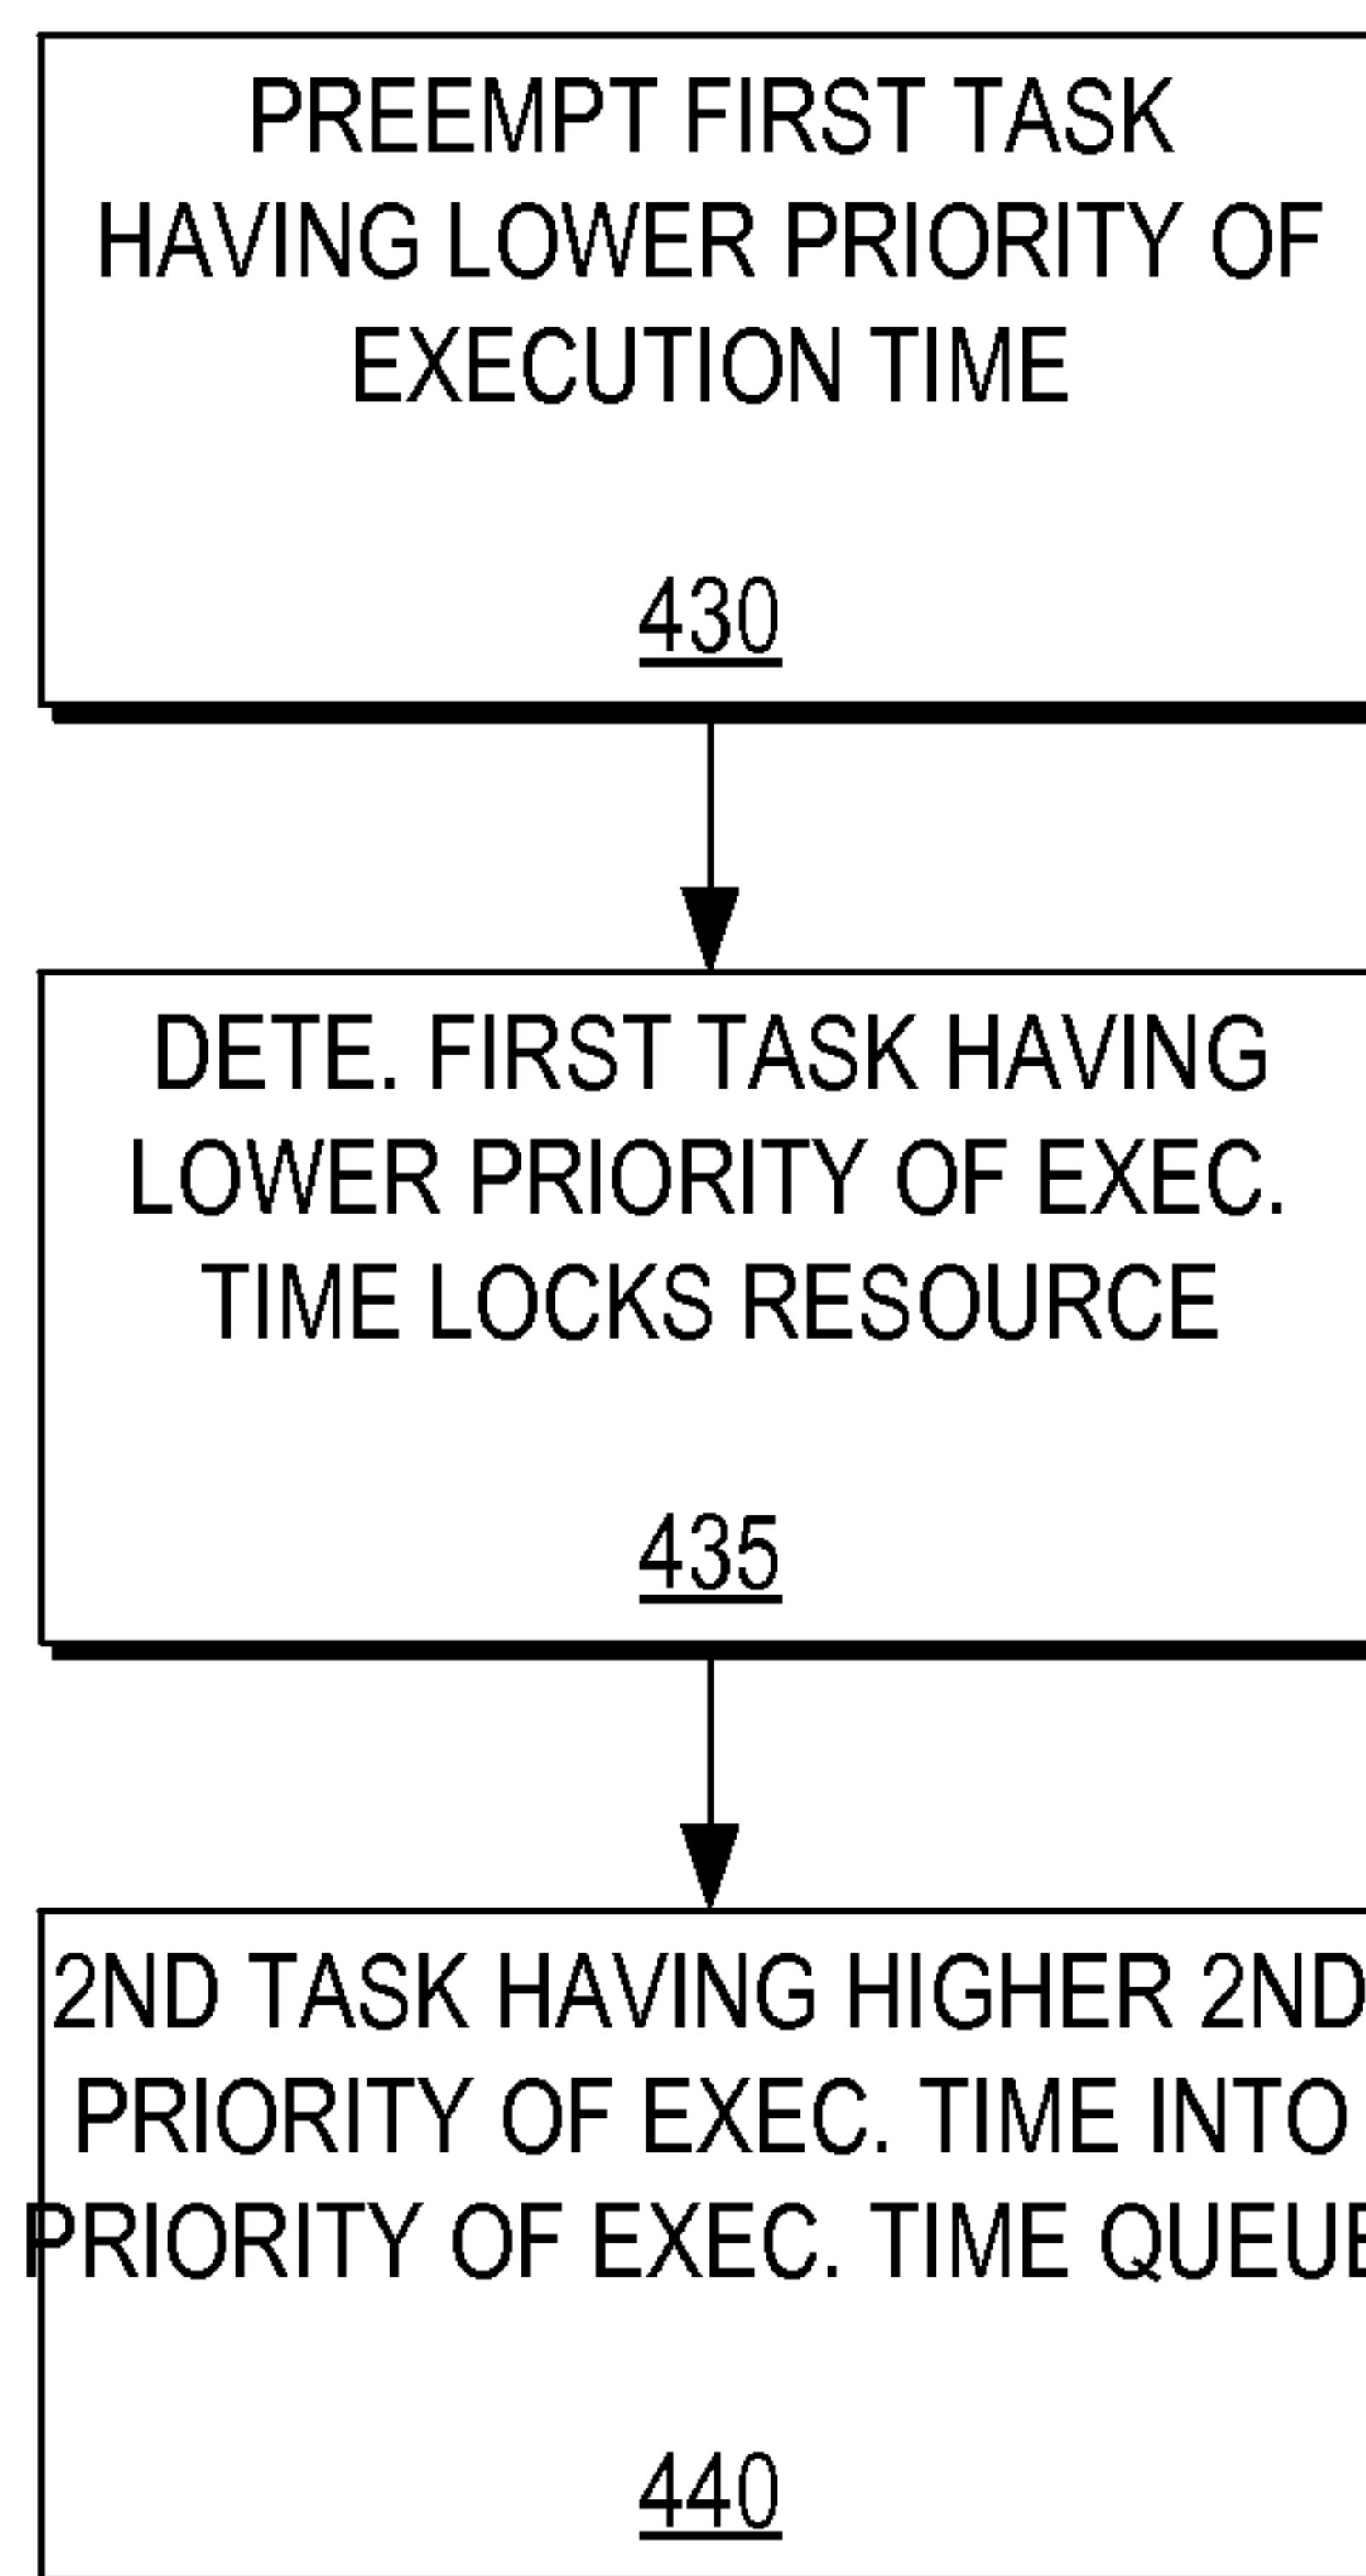 PREEMPT FIRST TASK
HAVING LOWER PRIORITY OF
EXECUTION TIME
430
DETE. FIRST TASK HAVING
LOWER PRIORITY OF EXEC.
TIME LOCKS RESOURCE
435
2ND TASK HAVING HIGHER 2ND
PRIORITY OF EXEC. TIME INTO
PRIORITY OF EXEC. TIME QUEUE
440